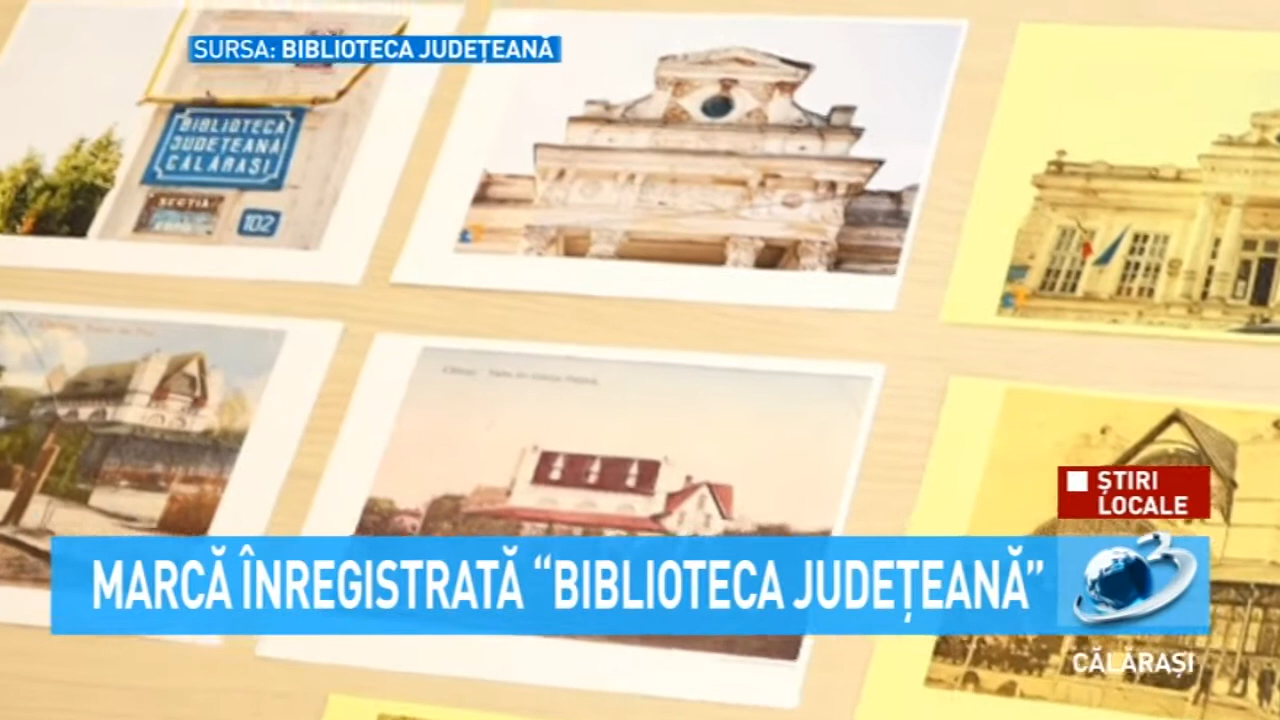 SURSA: BIBLIOTECA JUDEȚEANĂ
BIBLIOTECA
JUDEȚEANĂ
CĂLĂRAȘI
SECȚIA
102
ȘTIRI
LOCALE
MARCĂ ÎNREGISTRATĂ “BIBLIOTECA JUDEȚEANĂ”
3
CĂLĂRAȘI